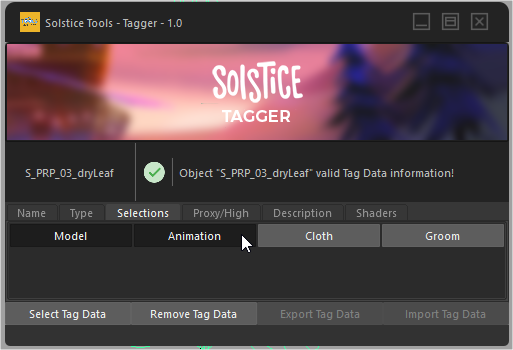 Solstice Tools - Tagger - 1.0
SOLSTICE
TAGGER
S_PRP_03_dryLeaf
Object "S_PRP_03_dryLeaf" valid Tag Data information!
Name Type Selections Proxy/High Description Shaders
Model Animation Cloth Groom
Select Tag Data Remove Tag Data Export Tag Data Import Tag Data